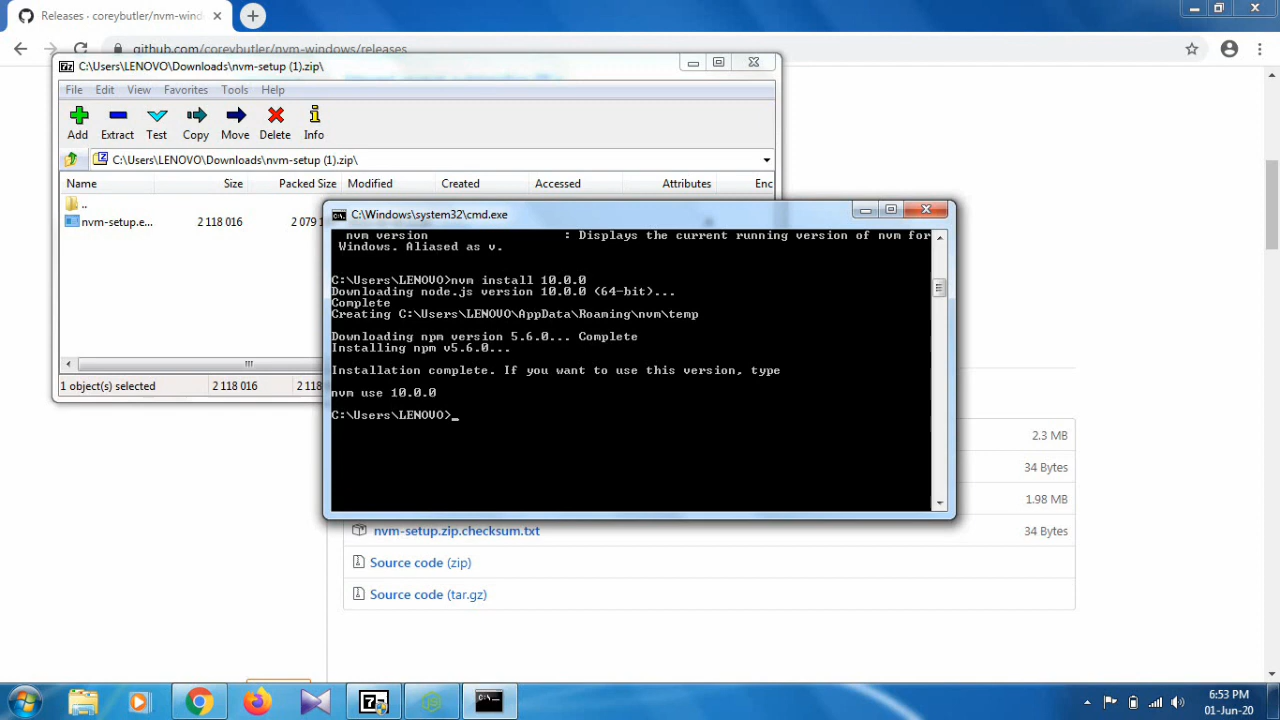 Releases · coreybutler/nvm-wind
github.com/coreybutler/nvm-windows/releases
C:\Users\LENOVO\Downloads\nvm-setup (1).zip\
File Edit View Favorites Tools Help
Add Extract Test Copy Move Delete Info
C:\Users\LENOVO\Downloads\nvm-setup (1).zip\
Name Size Packed Size Modified Created Accessed Attributes Enc
..
nvm-setup.e... 2 118 016 2 079 1
1 object(s) selected 2 118 016 2 118
C:\Windows\system32\cmd.exe
nvm version : Displays the current running version of nvm for
Windows. Aliased as v.
C:\Users\LENOVO>nvm install 10.0.0
Downloading node.js version 10.0.0 (64-bit)...
Complete
Creating C:\Users\LENOVO\AppData\Roaming\nvm\temp
Downloading npm version 5.6.0... Complete
Installing npm v5.6.0...
Installation complete. If you want to use this version, type
nvm use 10.0.0
C:\Users\LENOVO>_
2.3 MB
34 Bytes
1.98 MB
nvm-setup.zip.checksum.txt 34 Bytes
Source code (zip)
Source code (tar.gz)
6:53 PM
01-Jun-20